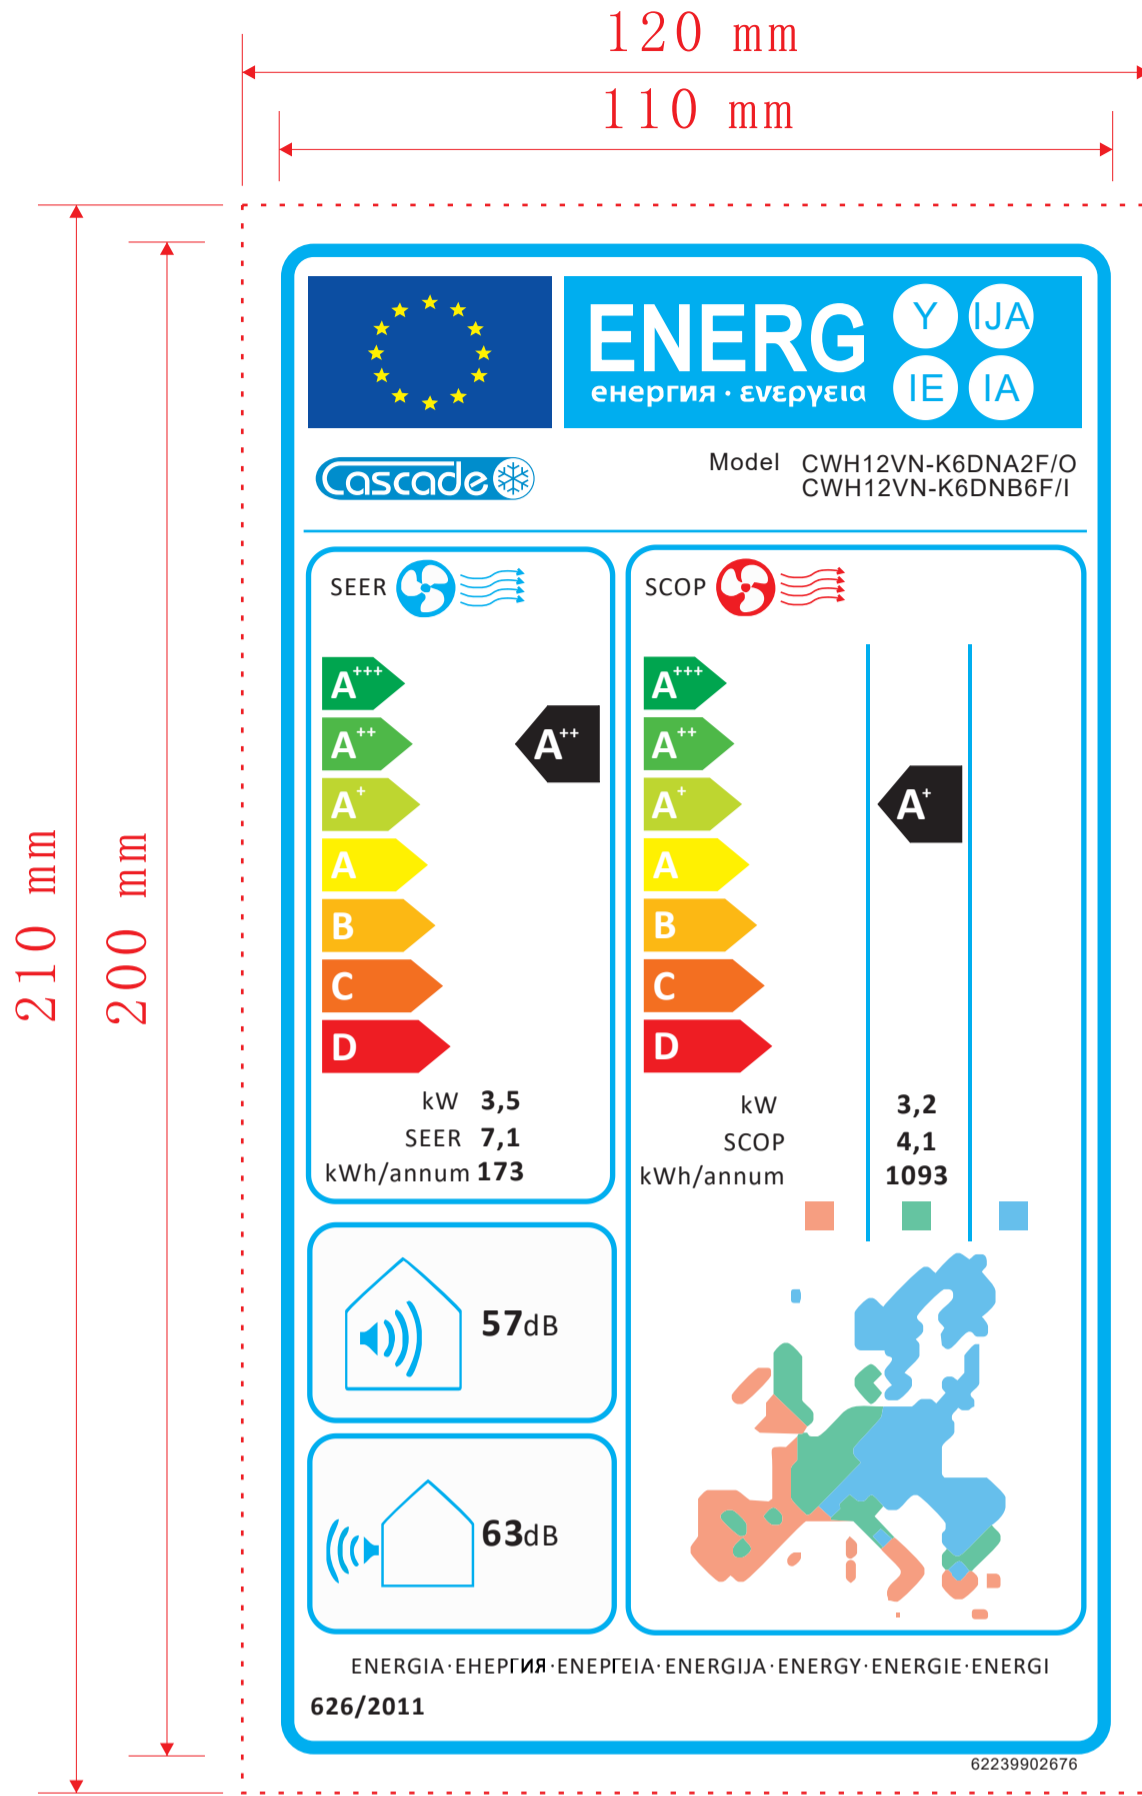 120 mm
110 mm
210 mm
200 mm
ENERG
енергия · ενεργεια
Y IJA
IE IA
Cascade
Model CWH12VN-K6DNA2F/O
CWH12VN-K6DNB6F/I
SEER
A+++
A++
A+
A
B
C
D
A++
kW 3,5
SEER 7,1
kWh/annum 173
SCOP
A+++
A++
A+
A
B
C
D
A+
kW 3,2
SCOP 4,1
kWh/annum 1093
57dB
63dB
ENERGIA·ЕНЕРГИЯ·ΕΝΕΡΓΕΙΑ·ENERGIJA·ENERGY·ENERGIE·ENERGI
626/2011
62239902676